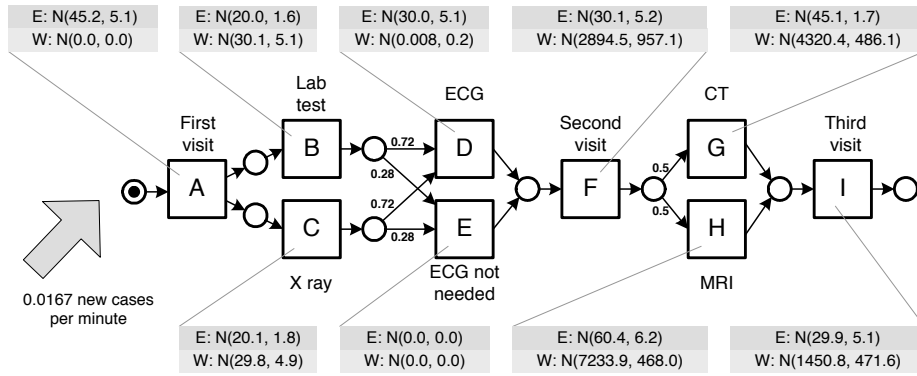 E: N(45.2, 5.1)
W: N(0.0, 0.0)
E: N(20.0, 1.6)
W: N(30.1, 5.1)
E: N(30.0, 5.1)
W: N(0.008, 0.2)
E: N(30.1, 5.2)
W: N(2894.5, 957.1)
E: N(45.1, 1.7)
W: N(4320.4, 486.1)
Lab
test
ECG
CT
First
visit
Second
visit
Third
visit
A
B
C
0.72
0.28
0.72
0.28
D
E
F
0.5
0.5
G
H
I
X ray
ECG not
needed
MRI
0.0167 new cases
per minute
E: N(20.1, 1.8)
W: N(29.8, 4.9)
E: N(0.0, 0.0)
W: N(0.0, 0.0)
E: N(60.4, 6.2)
W: N(7233.9, 468.0)
E: N(29.9, 5.1)
W: N(1450.8, 471.6)